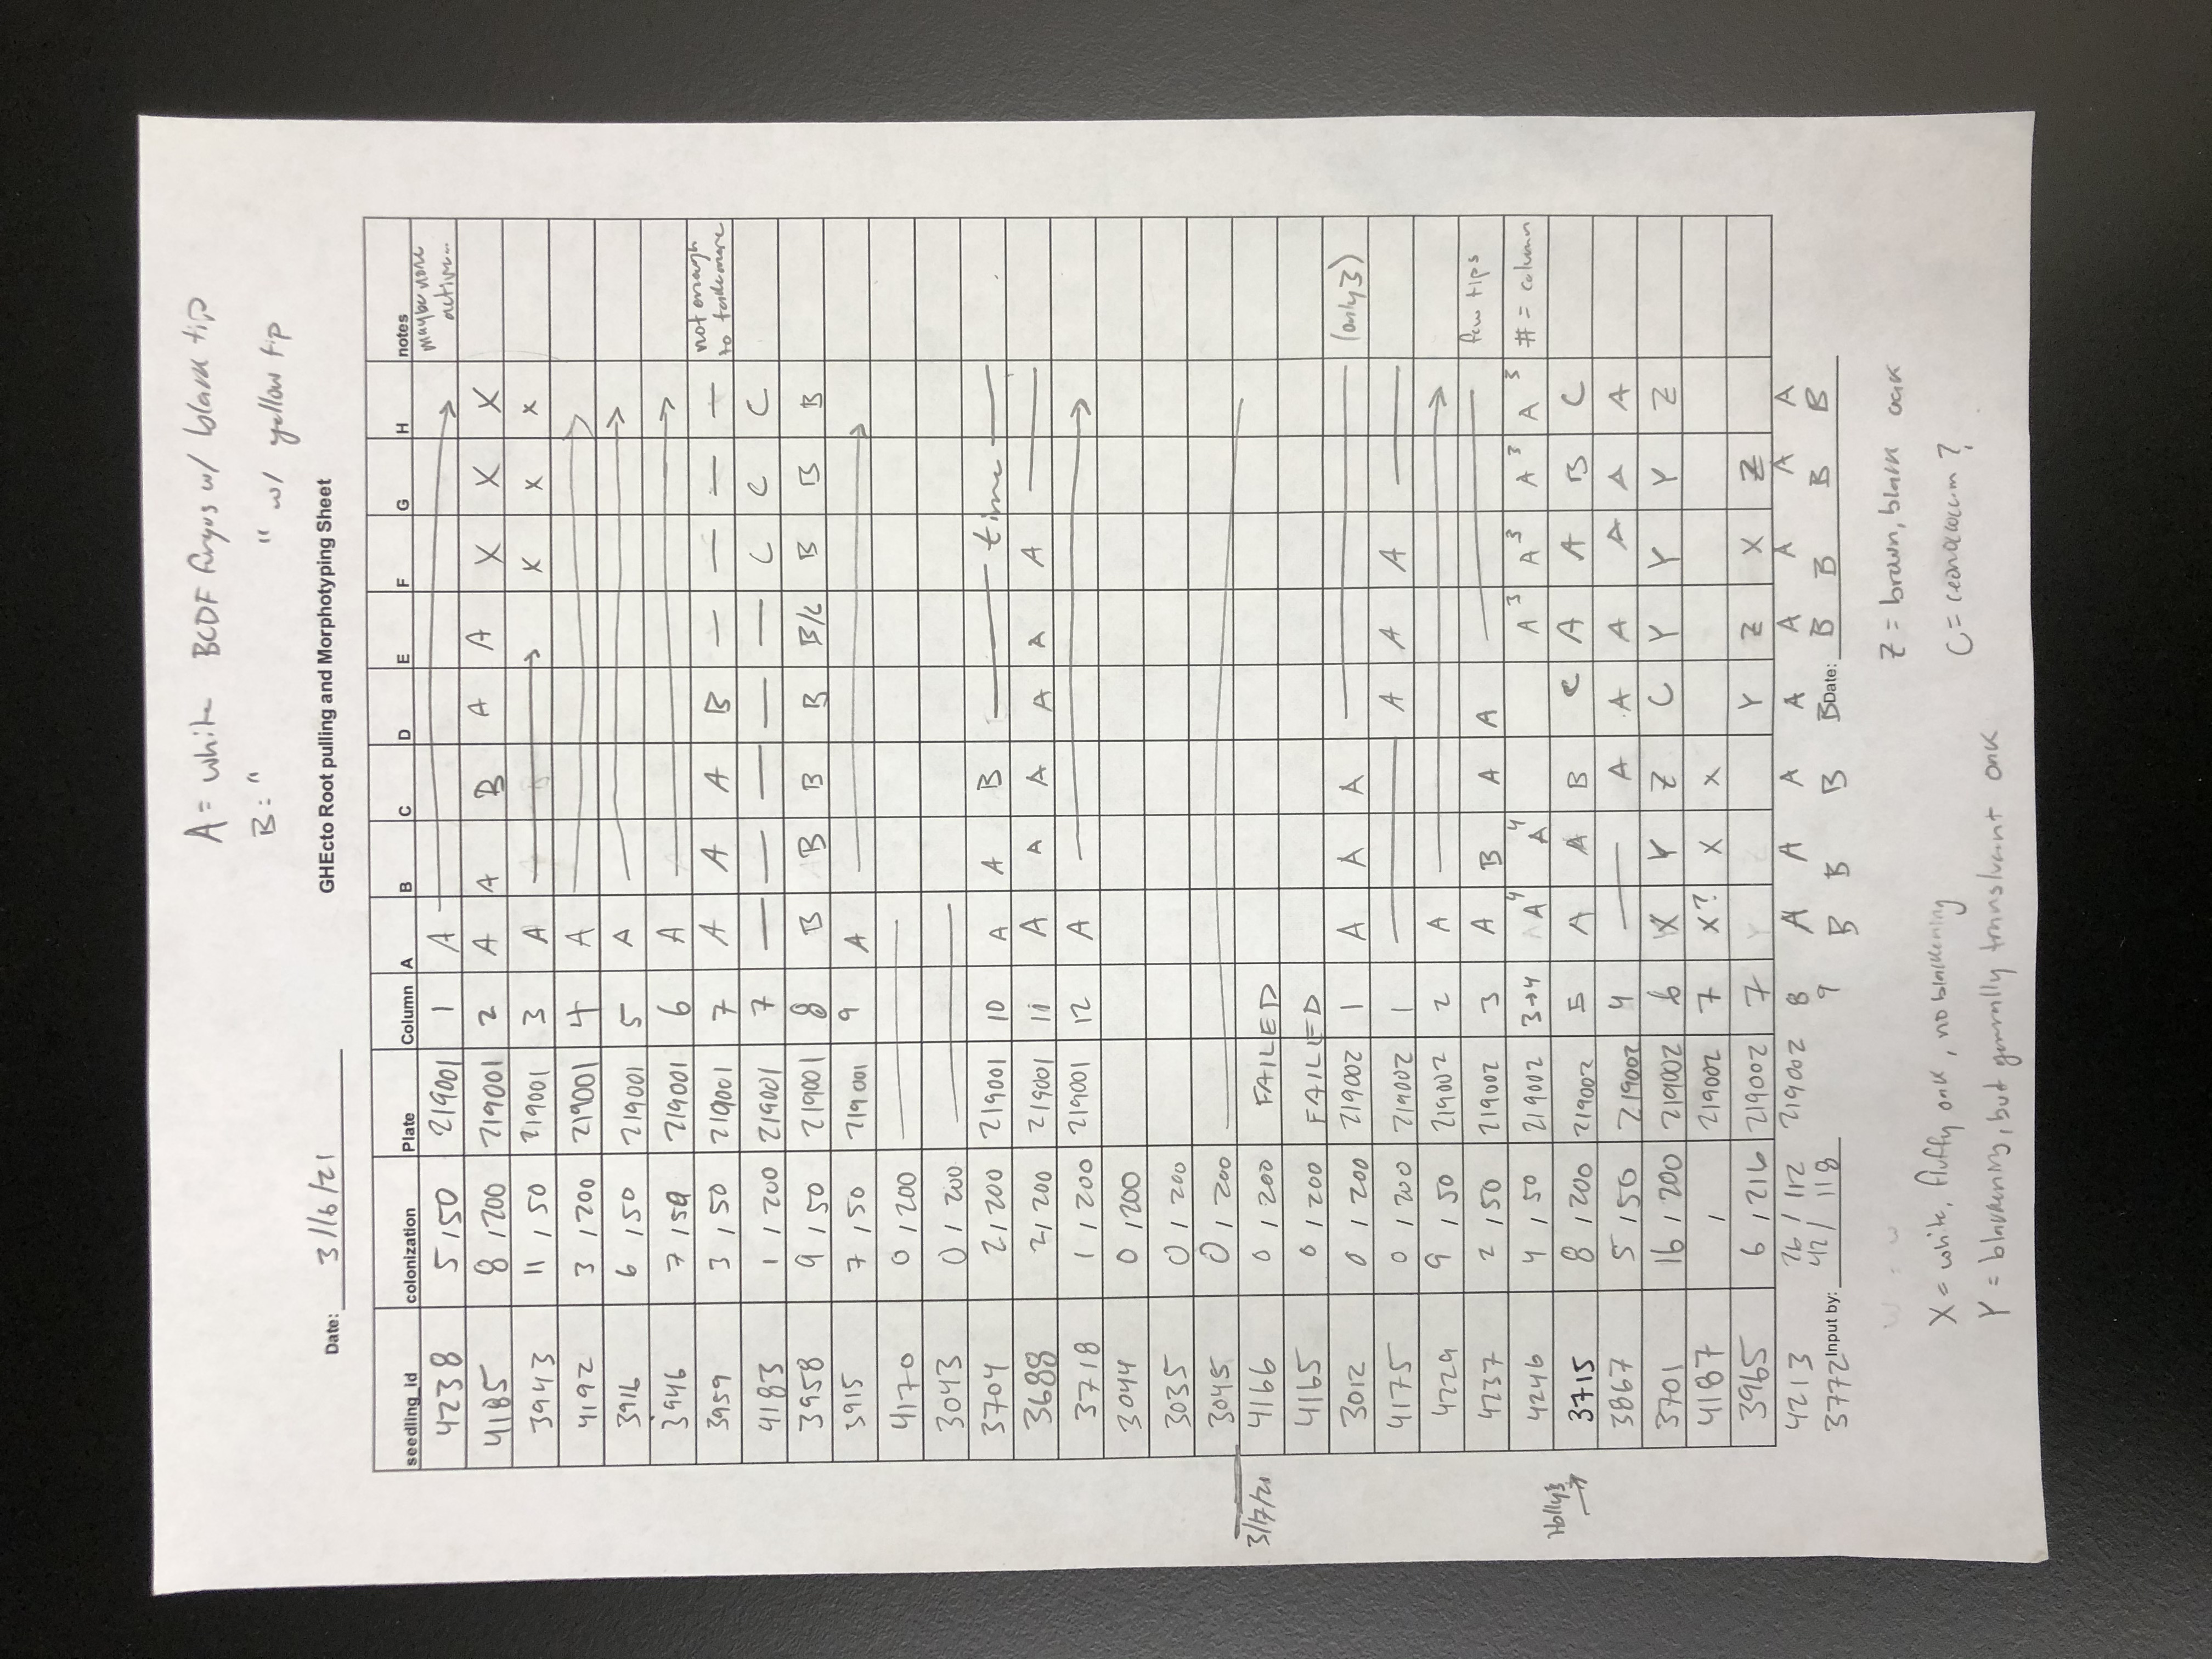 A = white BCDF fungus w/ black tip
B: " " w/ yellow tip
Date: 3/16/21 GHEcto Root pulling and Morphotyping Sheet
seedling_id colonization Plate Column A B C D E F G H notes
4238 5 / 50 219001 1 A maybe more active...
4185 8 / 200 219001 2 A A B A A X X X
3943 11 / 50 219001 3 A X X X
4192 3 / 200 219001 4 A
3916 6 / 50 219001 5 A
3946 7 / 50 219001 6 A
3959 3 / 50 219001 7 A A A B — — — — not enough to take more
4183 1 / 200 219001 7 — — — — — C C C
3958 9 / 50 219001 8 B B B B B/C B B B
3915 7 / 50 219001 9 A
4170 0 / 200
3043 0 / 200
3704 2 / 200 219001 10 A A B — time —
3688 2 / 200 219001 11 A A A A A A —
3718 1 / 200 219001 12 A
3044 0 / 200
3035 0 / 200
3045 0 / 200
3/17/21 4166 0 / 200 FAILED
4165 0 / 200 FAILED
3012 0 / 200 219002 1 A A A — (only 3)
4175 0 / 200 219002 1 — A A A —
4229 9 / 50 219002 2 A
4237 2 / 50 219002 3 A B A A — few tips
4246 4 / 50 219002 3→4 A⁴ A⁴ A³ A³ A³ A³ # = column
Holly's → 3715 8 / 200 219002 5 A A B C A A B C
3867 5 / 50 219002 4 — A A A A A A
3701 16 / 200 219002 6 X Y Z C Y Y Y Z
4187 / 219002 7 X? X X
3965 6 / 216 219002 7 Y Z X Z
4213 26 / 112 219002 8 A A A A A A A A
3772 Input by: 42 / 118 9 B B B B Date: B B B B
Z = brown, black oak
X = white, fluffy oak, no blackening
C = cenococcum?
Y = blackening, but generally translucent oak